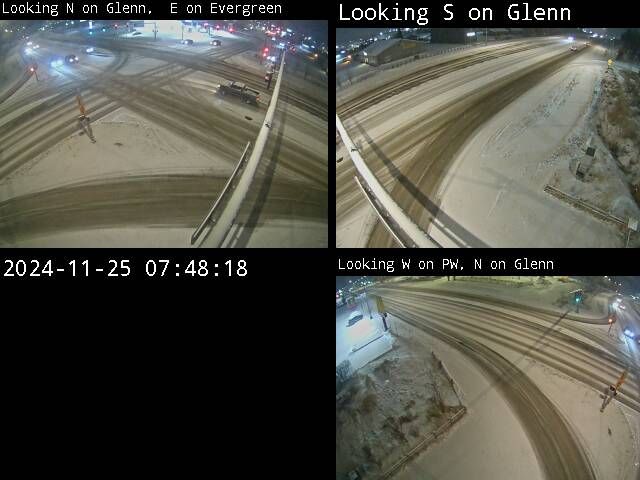 Looking N on Glenn,  E on Evergreen
Looking S on Glenn
2024-11-25 07:48:18
Looking W on PW, N on Glenn